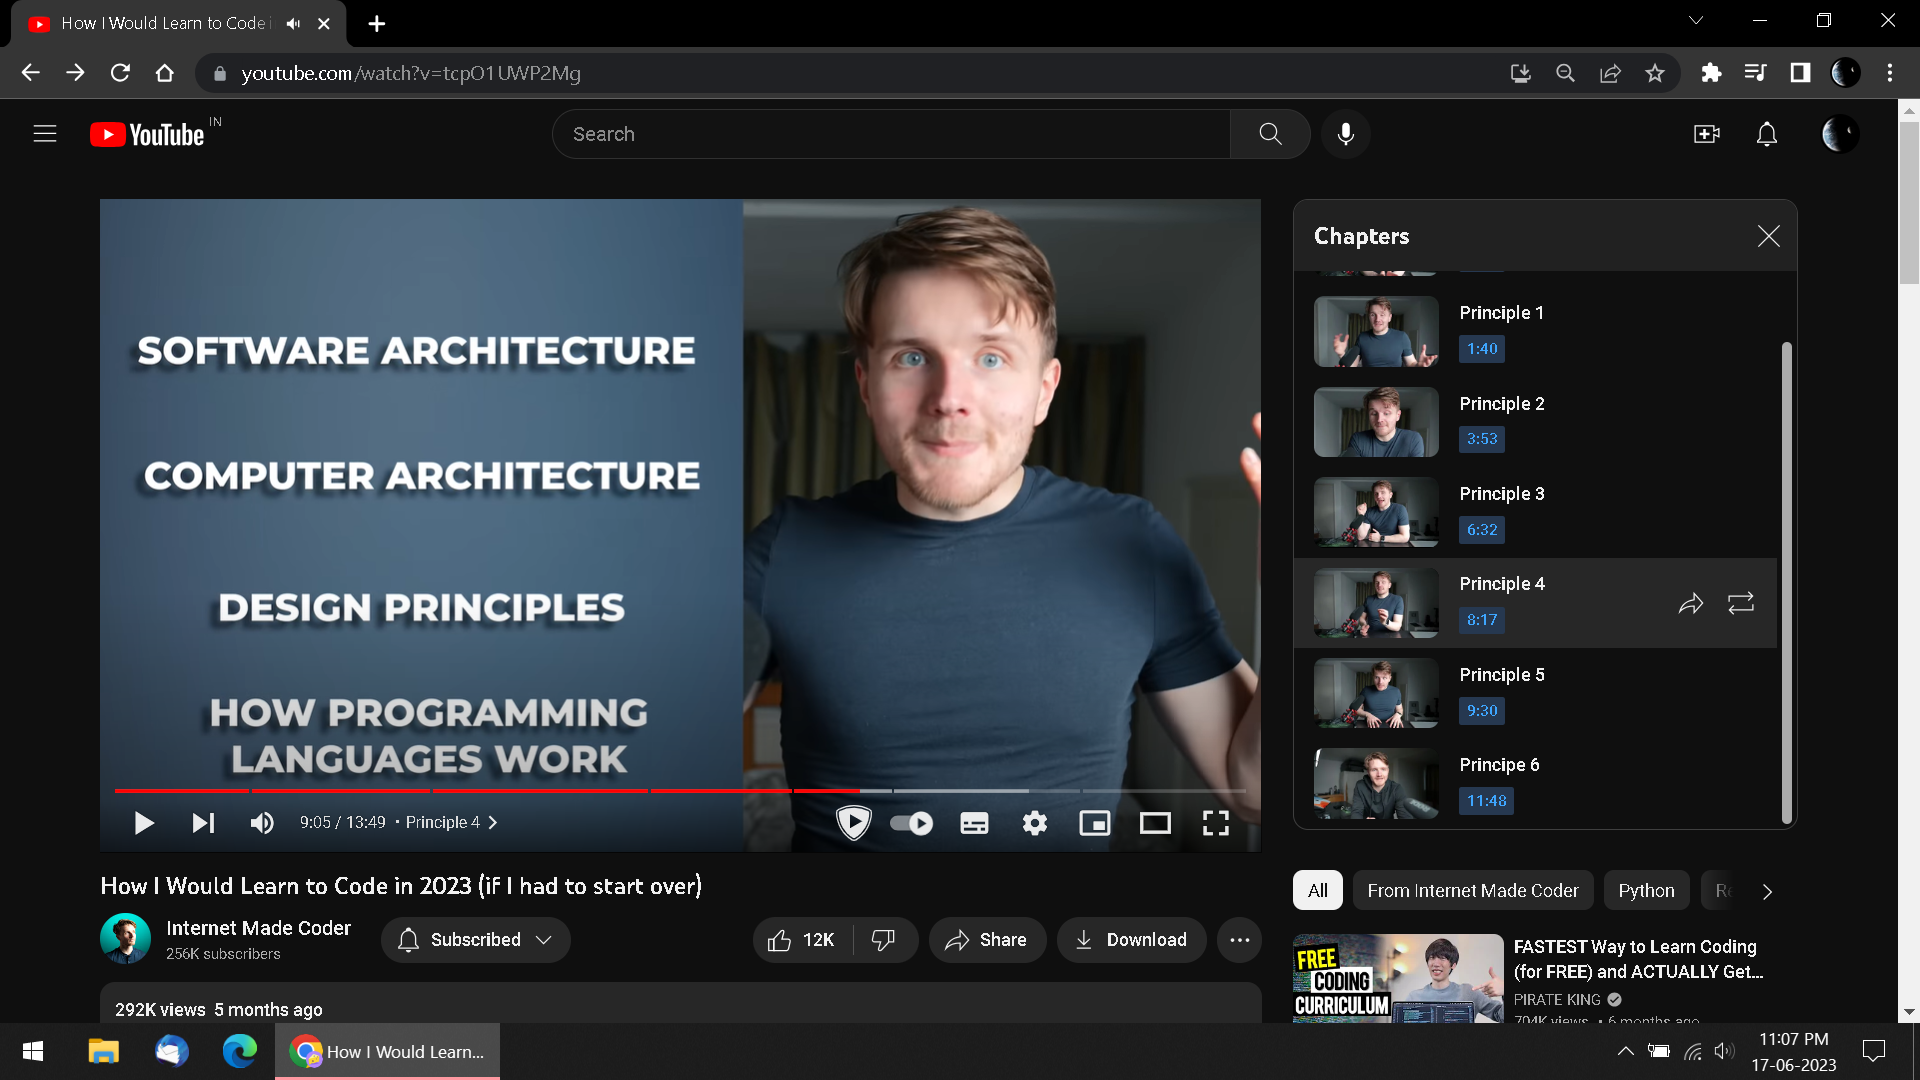 How I Would Learn to Code i
youtube.com/watch?v=tcpO1UWP2Mg
YouTube IN
Search
SOFTWARE ARCHITECTURE
COMPUTER ARCHITECTURE
DESIGN PRINCIPLES
HOW PROGRAMMING
LANGUAGES WORK
9:05 / 13:49 • Principle 4
Chapters
Principle 1
1:40
Principle 2
3:53
Principle 3
6:32
Principle 4
8:17
Principle 5
9:30
Principe 6
11:48
How I Would Learn to Code in 2023 (if I had to start over)
Internet Made Coder
256K subscribers
Subscribed
12K
Share
Download
292K views 5 months ago
All
From Internet Made Coder
Python
Re
FREE
CODING
CURRICULUM
FASTEST Way to Learn Coding
(for FREE) and ACTUALLY Get...
PIRATE KING
704K views • 6 months ago
How I Would Learn...
11:07 PM
17-06-2023